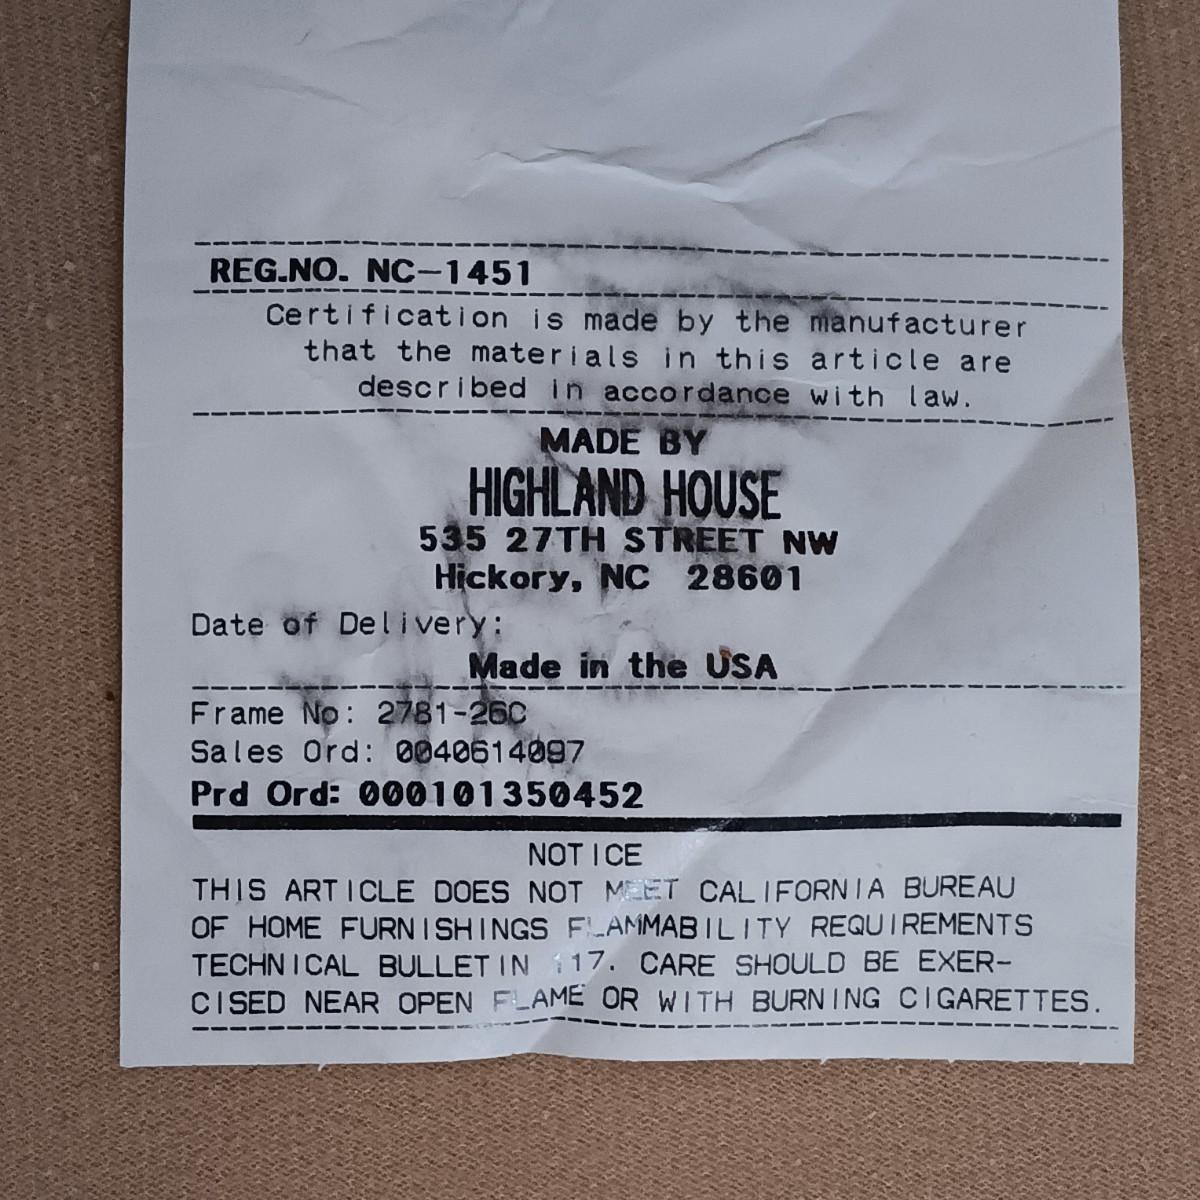 REG.NO. NC-1451
Certification is made by the manufacturer
that the materials in this article are
described in accordance with law.
MADE BY
HIGHLAND HOUSE
535 27TH STREET NW
Hickory, NC 28601
Date of Delivery:
Made in the USA
Frame No: 2781-26C
Sales Ord: 0040614097
Prd Ord: 000101350452
NOTICE
THIS ARTICLE DOES NOT MEET CALIFORNIA BUREAU
OF HOME FURNISHINGS FLAMMABILITY REQUIREMENTS
TECHNICAL BULLETIN 117. CARE SHOULD BE EXER-
CISED NEAR OPEN FLAME OR WITH BURNING CIGARETTES.